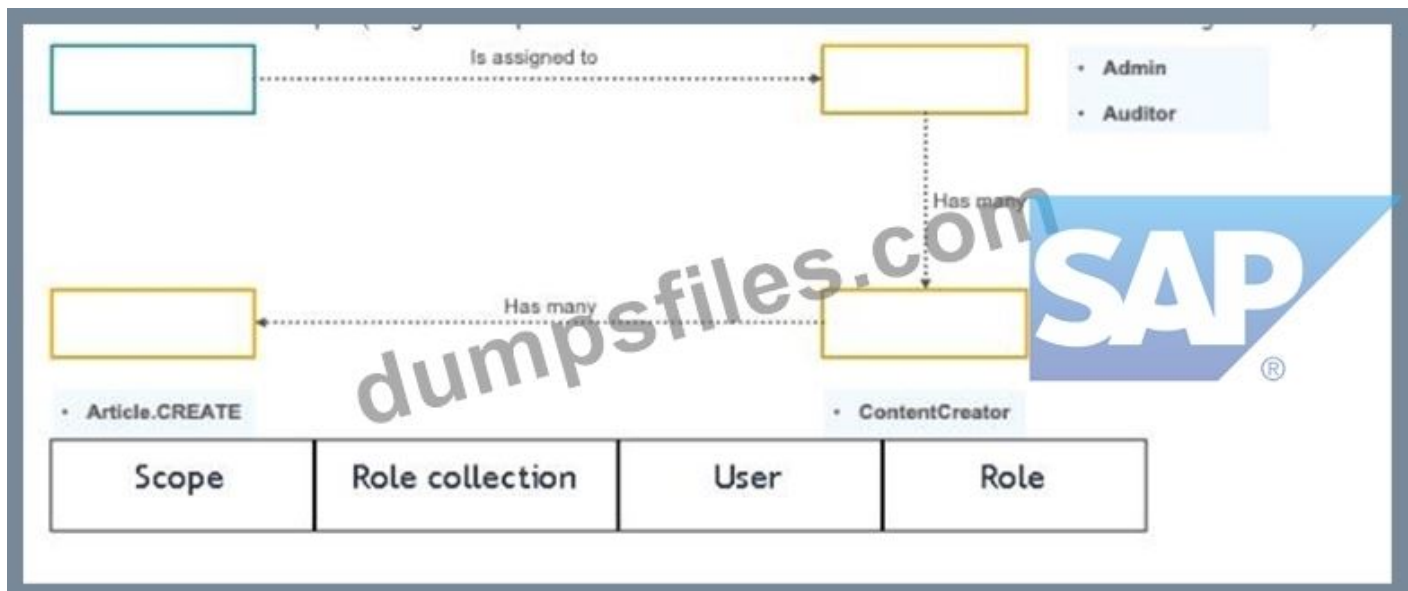 Is assigned to
• Admin
• Auditor
Has many
Has many
dumpsfiles.com
SAP
®
• Article.CREATE
• ContentCreator
Scope
Role collection
User
Role